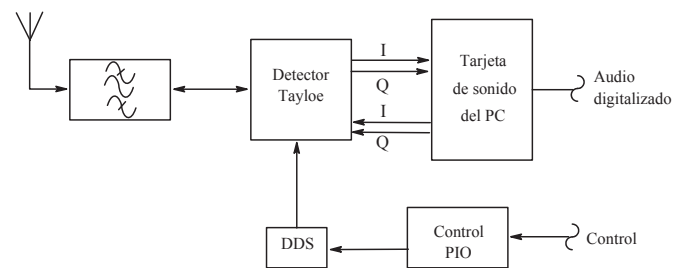 Detector
Tayloe
I
Q
I
Q
Tarjeta
de sonido
del PC
Audio
digitalizado
DDS
Control
PIO
Control